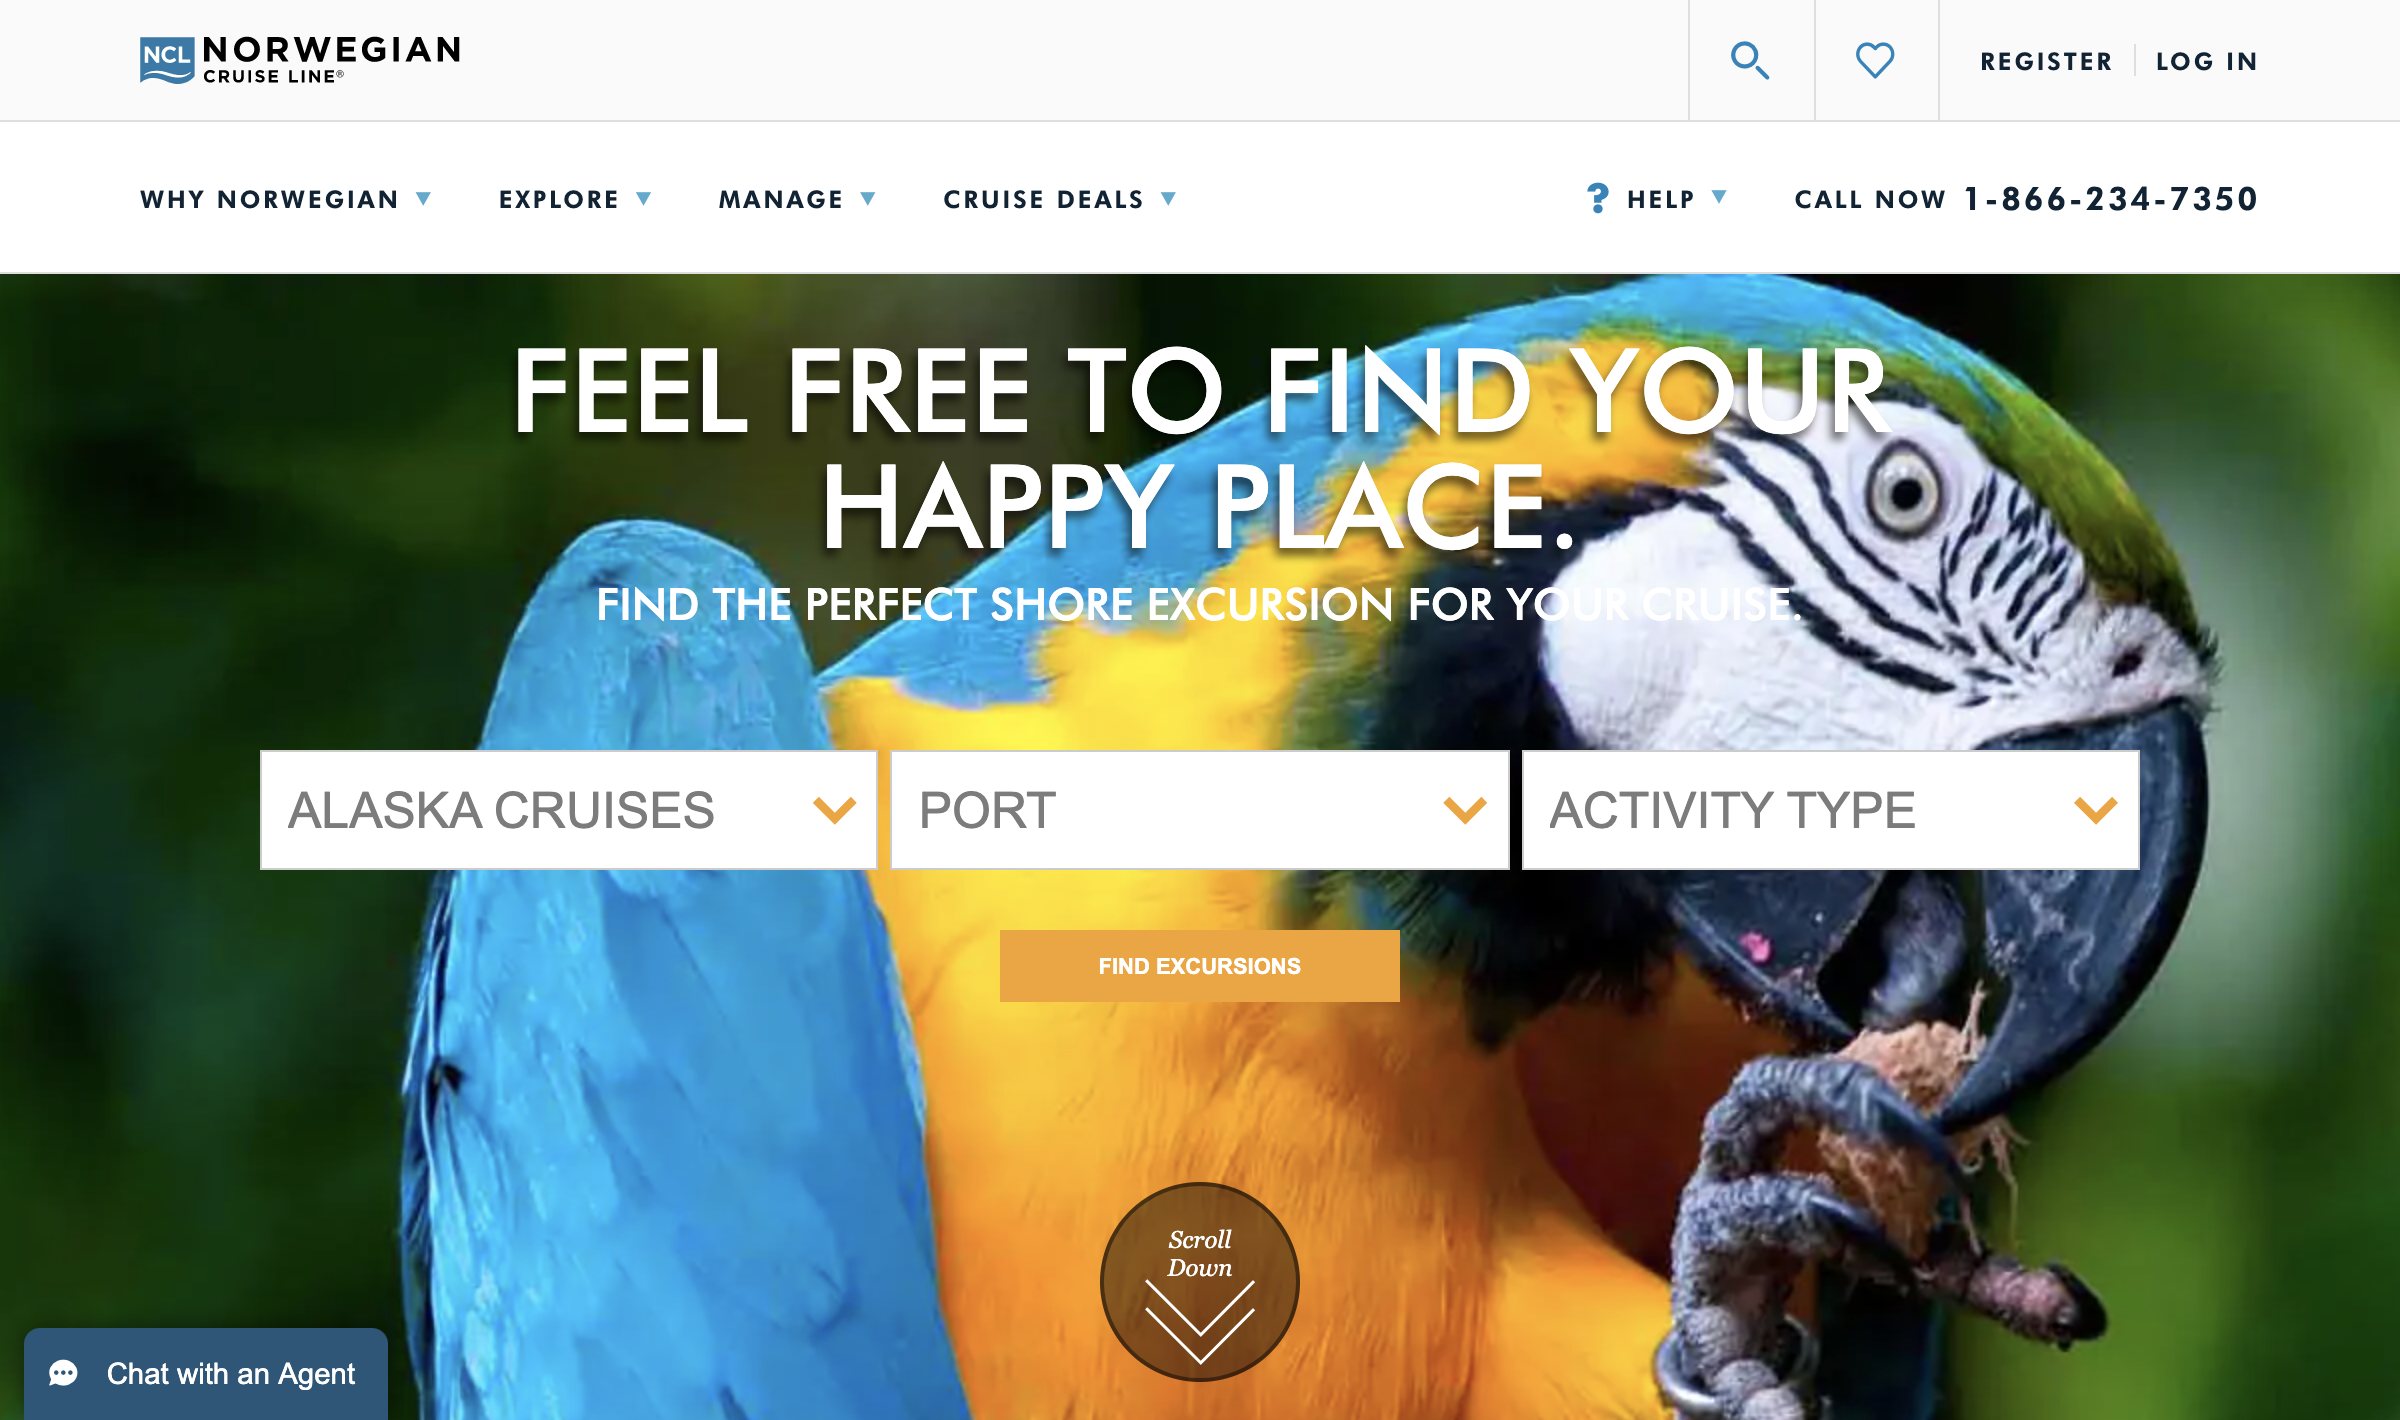 NCL NORWEGIAN
CRUISE LINE®
REGISTER
LOG IN
WHY NORWEGIAN
EXPLORE
MANAGE
CRUISE DEALS
? HELP
CALL NOW 1-866-234-7350
FEEL FREE TO FIND YOUR
HAPPY PLACE.
FIND THE PERFECT SHORE EXCURSION FOR YOUR CRUISE.
ALASKA CRUISES
PORT
ACTIVITY TYPE
FIND EXCURSIONS
Scroll
Down
Chat with an Agent